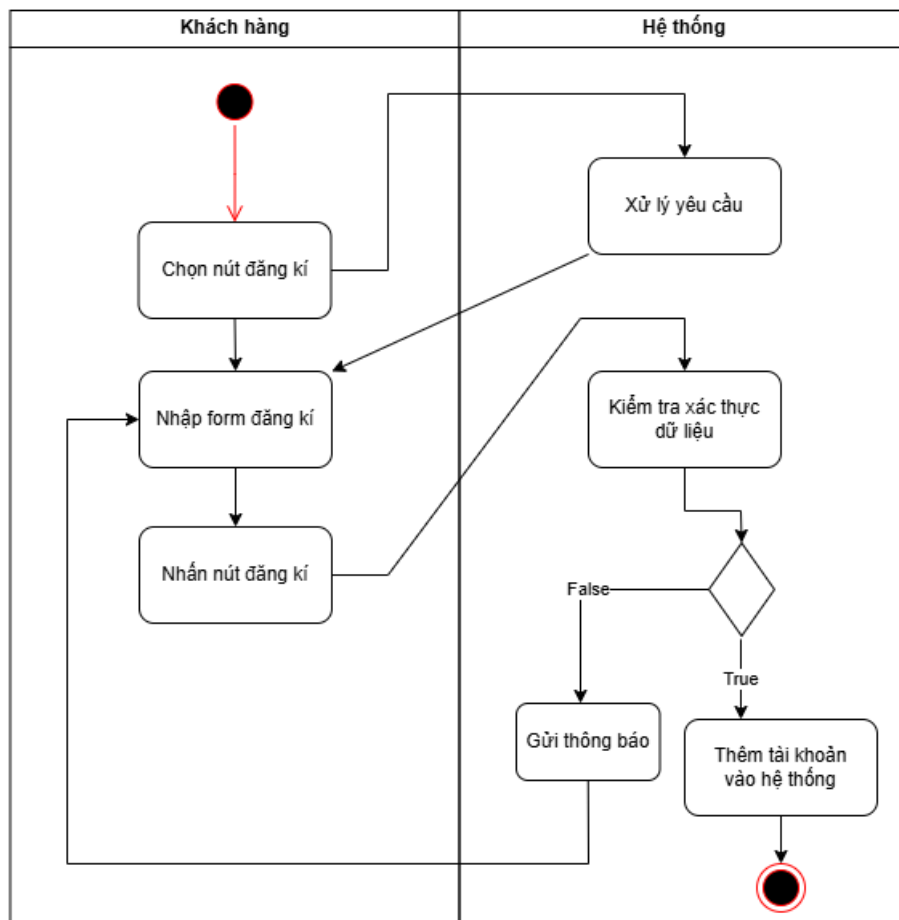 Khách hàng
Hệ thống
Xử lý yêu cầu
Chọn nút đăng kí
Nhập form đăng kí
Kiểm tra xác thực
dữ liệu
Nhấn nút đăng kí
False
True
Gửi thông báo
Thêm tài khoản
vào hệ thống